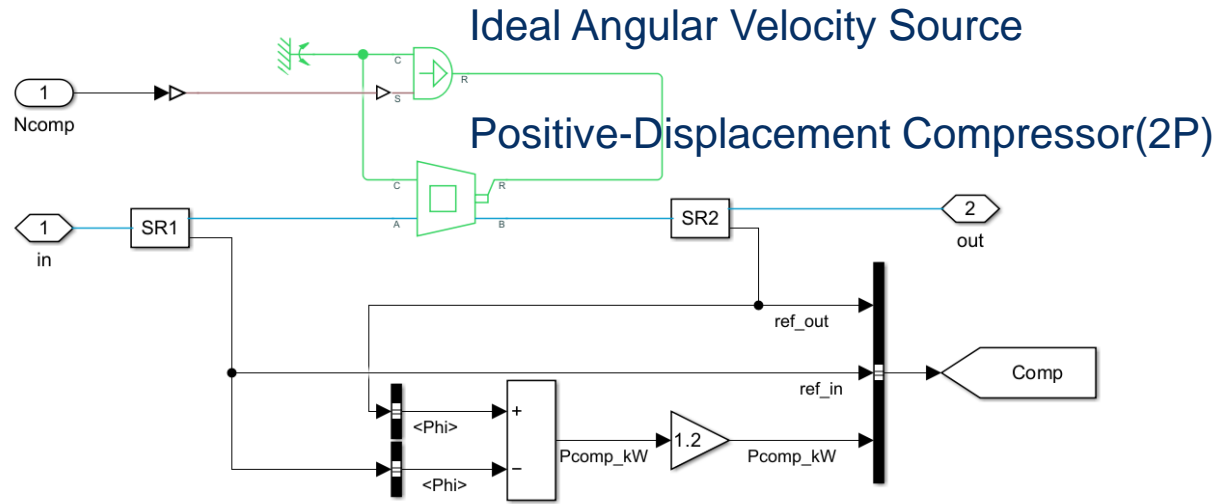 Ideal Angular Velocity Source
C
S
R
1
Ncomp
Positive-Displacement Compressor(2P)
C
R
A
B
1
in
SR1
SR2
2
out
ref_out
ref_in
Comp
<Phi>
+
Pcomp_kW
1.2
Pcomp_kW
<Phi>
−